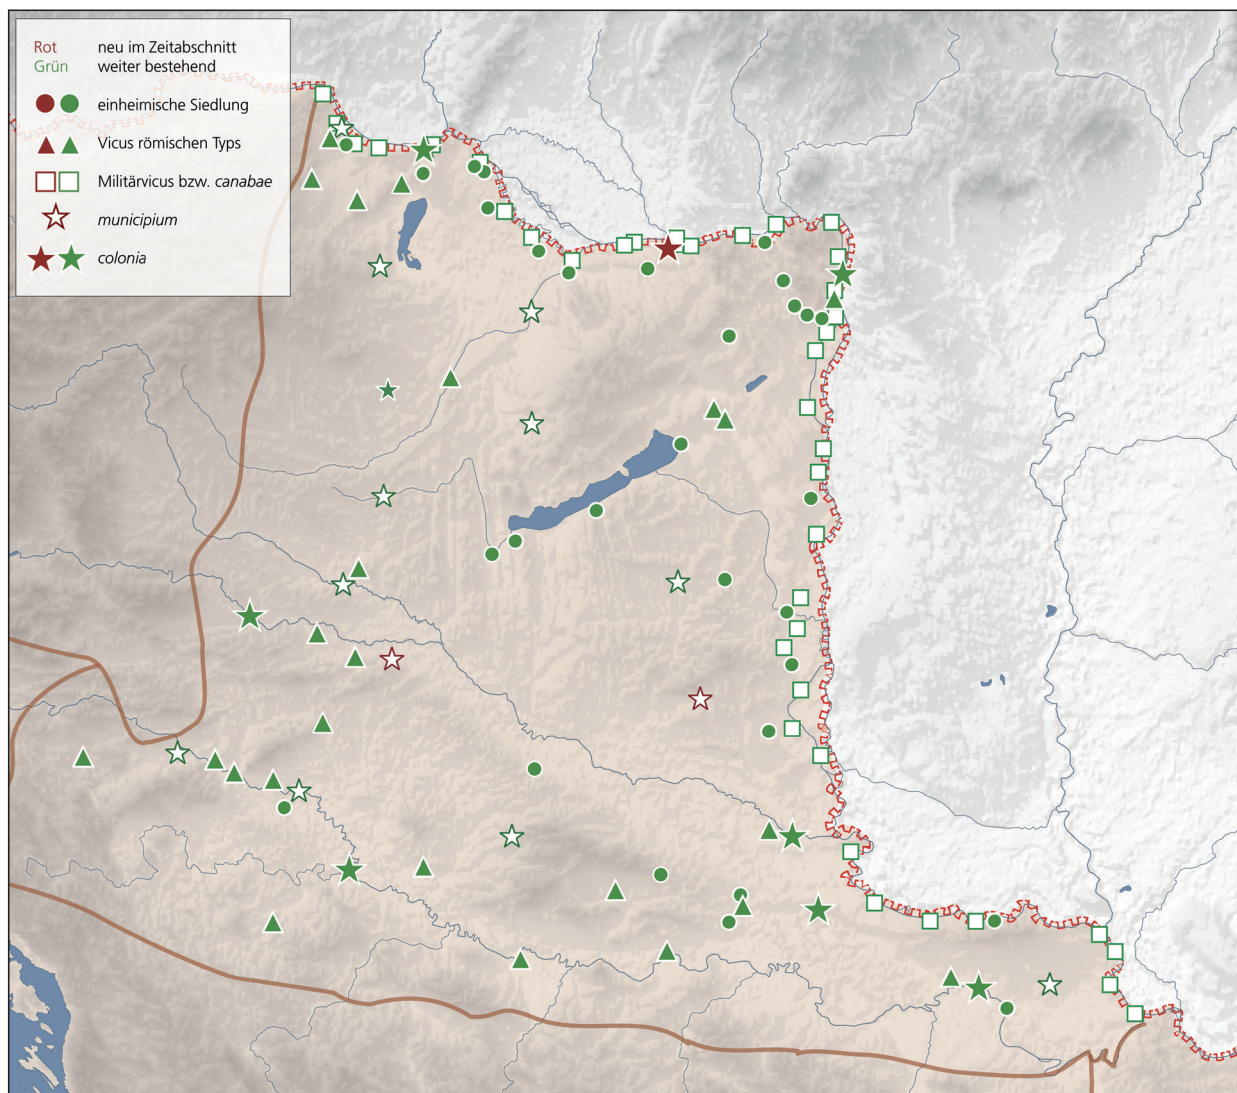 Rot neu im Zeitabschnitt
Grün weiter bestehend
einheimische Siedlung
Vicus römischen Typs
Militärvicus bzw. canabae
municipium
colonia